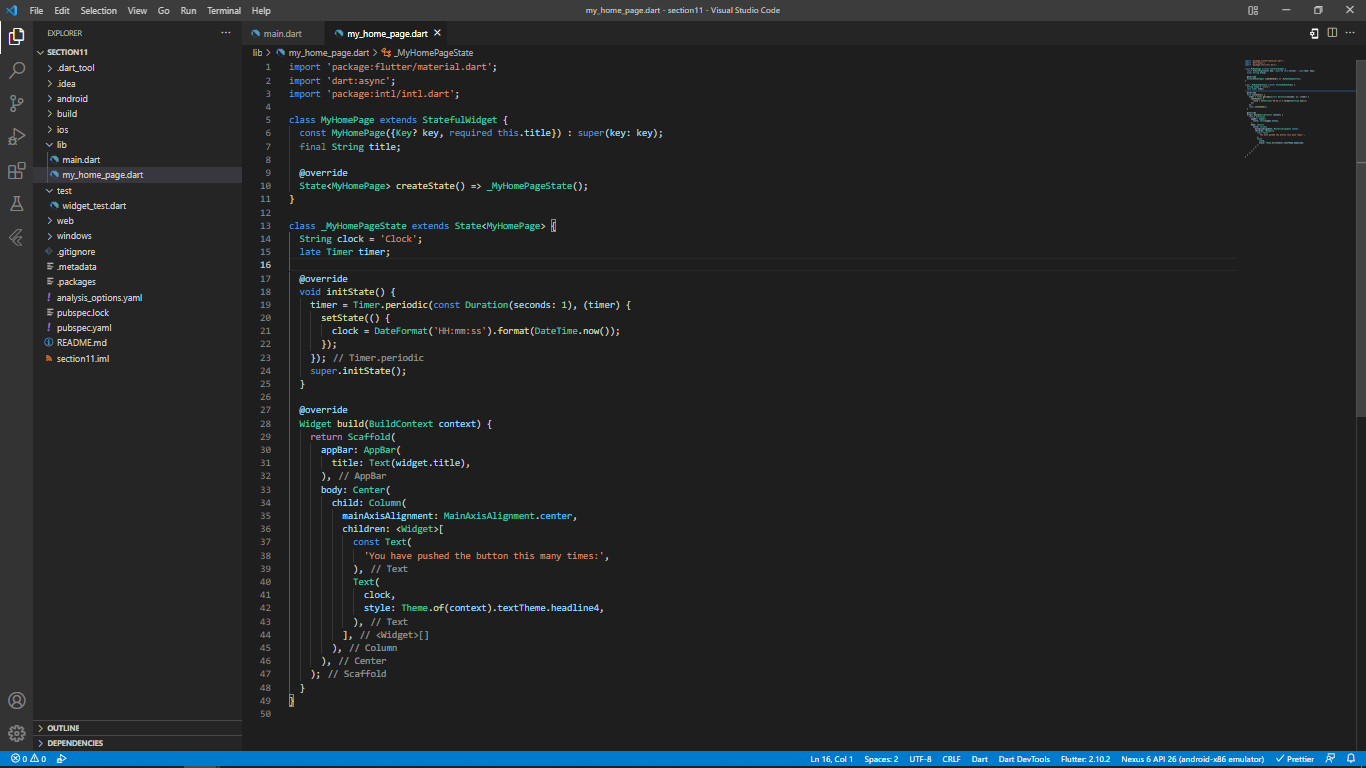 File Edit Selection View Go Run Terminal Help my_home_page.dart - section11 - Visual Studio Code
EXPLORER
SECTION11
.dart_tool
.idea
android
build
ios
lib
main.dart
my_home_page.dart
test
widget_test.dart
web
windows
.gitignore
.metadata
.packages
analysis_options.yaml
pubspec.lock
pubspec.yaml
README.md
section11.iml
OUTLINE
DEPENDENCIES
main.dart my_home_page.dart
lib > my_home_page.dart > _MyHomePageState
1 import 'package:flutter/material.dart';
2 import 'dart:async';
3 import 'package:intl/intl.dart';
4
5 class MyHomePage extends StatefulWidget {
6 const MyHomePage({Key? key, required this.title}) : super(key: key);
7 final String title;
8
9 @override
10 State<MyHomePage> createState() => _MyHomePageState();
11 }
12
13 class _MyHomePageState extends State<MyHomePage> {
14 String clock = 'Clock';
15 late Timer timer;
16
17 @override
18 void initState() {
19 timer = Timer.periodic(const Duration(seconds: 1), (timer) {
20 setState(() {
21 clock = DateFormat('HH:mm:ss').format(DateTime.now());
22 });
23 }); // Timer.periodic
24 super.initState();
25 }
26
27 @override
28 Widget build(BuildContext context) {
29 return Scaffold(
30 appBar: AppBar(
31 title: Text(widget.title),
32 ), // AppBar
33 body: Center(
34 child: Column(
35 mainAxisAlignment: MainAxisAlignment.center,
36 children: <Widget>[
37 const Text(
38 'You have pushed the button this many times:',
39 ), // Text
40 Text(
41 clock,
42 style: Theme.of(context).textTheme.headline4,
43 ), // Text
44 ], // <Widget>[]
45 ), // Column
46 ), // Center
47 ); // Scaffold
48 }
49 }
50
0 0 Ln 16, Col 1 Spaces: 2 UTF-8 CRLF Dart Dart DevTools Flutter: 2.10.2 Nexus 6 API 26 (android-x86 emulator) Prettier